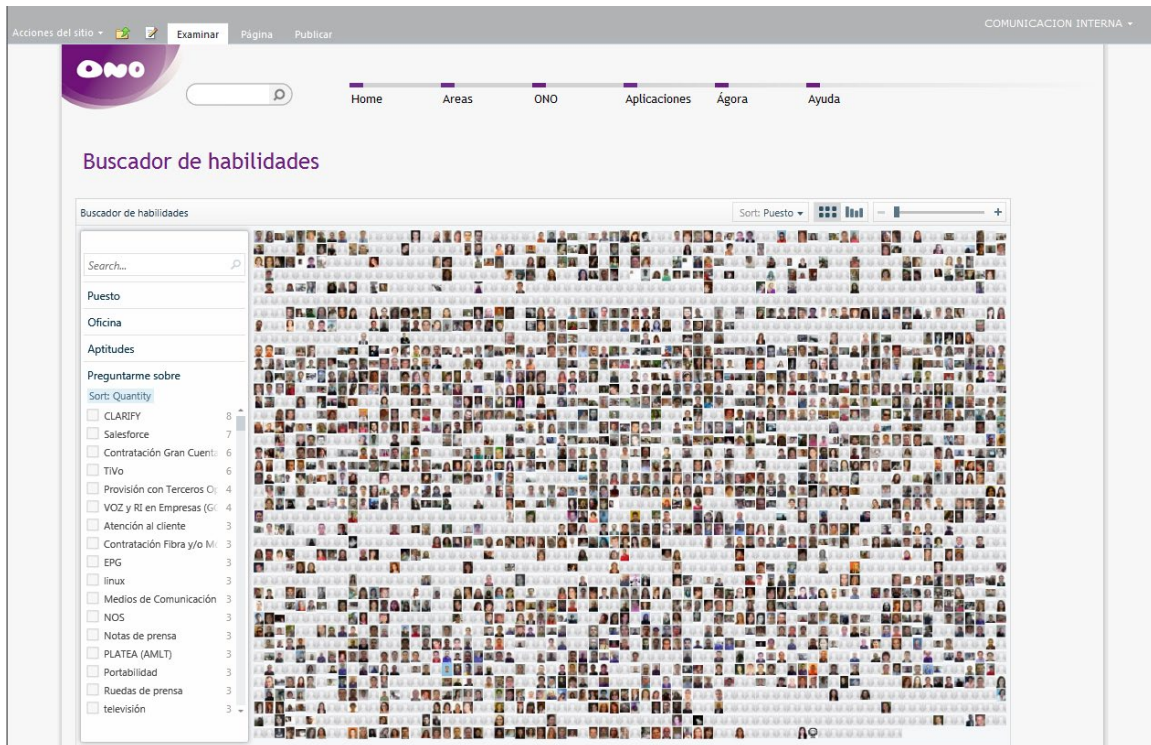 COMUNICACION INTERNA
Acciones del sitio
Examinar
Página
Publicar
ONO
Home
Areas
ONO
Aplicaciones
Ágora
Ayuda
Buscador de habilidades
Buscador de habilidades
Sort: Puesto
Search...
Puesto
Oficina
Aptitudes
Preguntarme sobre
Sort: Quantity
CLARIFY 8
Salesforce 7
Contratación Gran Cuenta 6
TiVo 6
Provisión con Terceros Op 4
VOZ y RI en Empresas (GC 4
Atención al cliente 3
Contratación Fibra y/o Mó 3
EPG 3
linux 3
Medios de Comunicación 3
NOS 3
Notas de prensa 3
PLATEA (AMLT) 3
Portabilidad 3
Ruedas de prensa 3
televisión 3